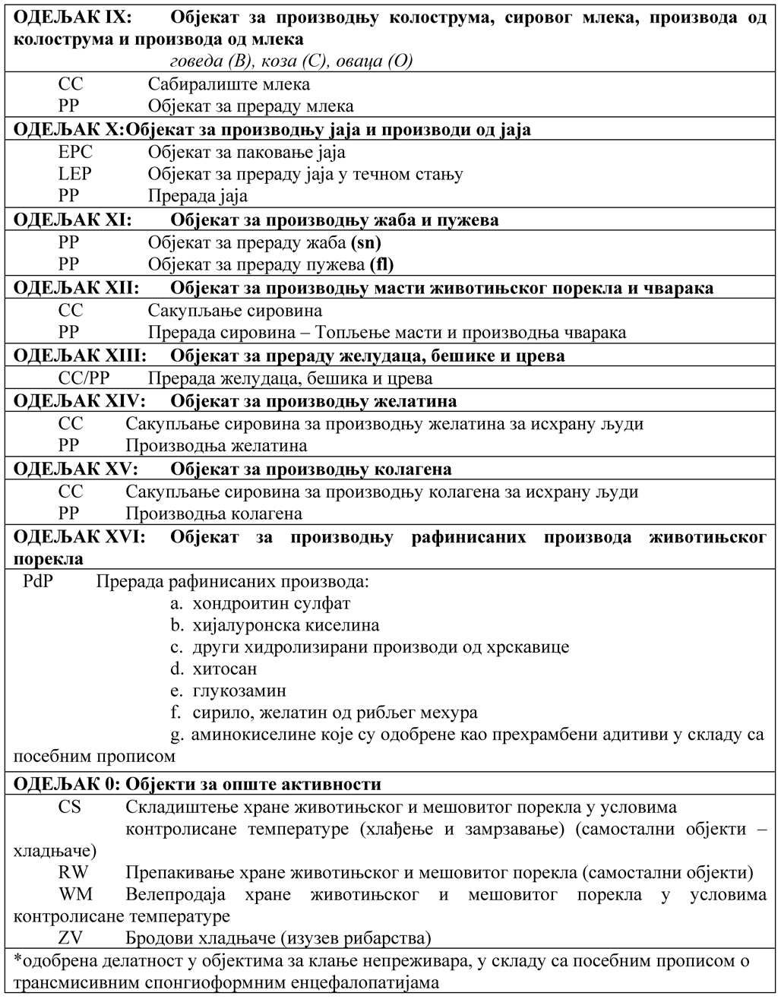 ОДЕЉАК IX: Објекат за производњу колострума, сировог млека, производа од
колострума и производа од млека
говеда (B), коза (C), оваца (O)
CC Сабиралиште млека
PP Објекат за прераду млека
ОДЕЉАК X:Објекат за производњу јаја и производи од јаја
EPC Објекат за паковање јаја
LEP Објекат за прераду јаја у течном стању
PP Прерада јаја
ОДЕЉАК XI: Објекат за производњу жаба и пужева
PP Објекат за прераду жаба (sn)
PP Објекат за прераду пужева (fl)
ОДЕЉАК XII: Објекат за производњу масти животињског порекла и чварака
CC Сакупљање сировина
PP Прерада сировина – Топљење масти и производња чварака
ОДЕЉАК XIII: Објекат за прераду желудаца, бешике и црева
CC/PP Прерада желудаца, бешика и црева
ОДЕЉАК XIV: Објекат за производњу желатина
CC Сакупљање сировина за производњу желатина за исхрану људи
PP Производња желатина
ОДЕЉАК XV: Објекат за производњу колагена
CC Сакупљање сировина за производњу колагена за исхрану људи
PP Производња колагена
ОДЕЉАК XVI: Објекат за производњу рафинисаних производа животињског
порекла
PdP Прерада рафинисаних производа:
a. хондроитин сулфат
b. хијалуронска киселина
c. други хидролизирани производи од хрскавице
d. хитосан
e. глукозамин
f. сирило, желатин од рибљег мехура
g. аминокиселине које су одобрене као прехрамбени адитиви у складу са
посебним прописом
ОДЕЉАК 0: Објекти за опште активности
CS Складиштење хране животињског и мешовитог порекла у условима
контролисане температуре (хлађење и замрзавање) (самостални објекти –
хладњаче)
RW Препакивање хране животињског и мешовитог порекла (самостални објекти)
WM Велепродаја хране животињског и мешовитог порекла у условима
контролисане температуре
ZV Бродови хладњаче (изузев рибарства)
*одобрена делатност у објектима за клање непреживара, у складу са посебним прописом о
трансмисивним спонгиоформним енцефалопатијама